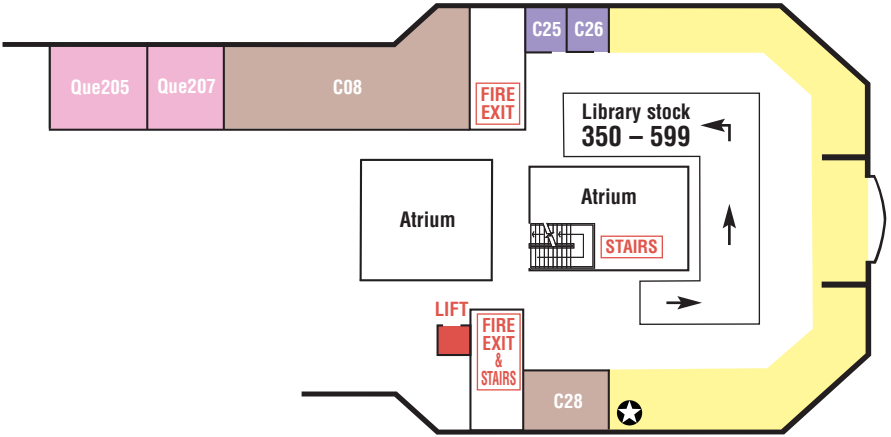 C25
C26
Que205
Que207
C08
FIRE
EXIT
Library stock
350 – 599
Atrium
Atrium
STAIRS
LIFT
FIRE
EXIT
&
STAIRS
C28